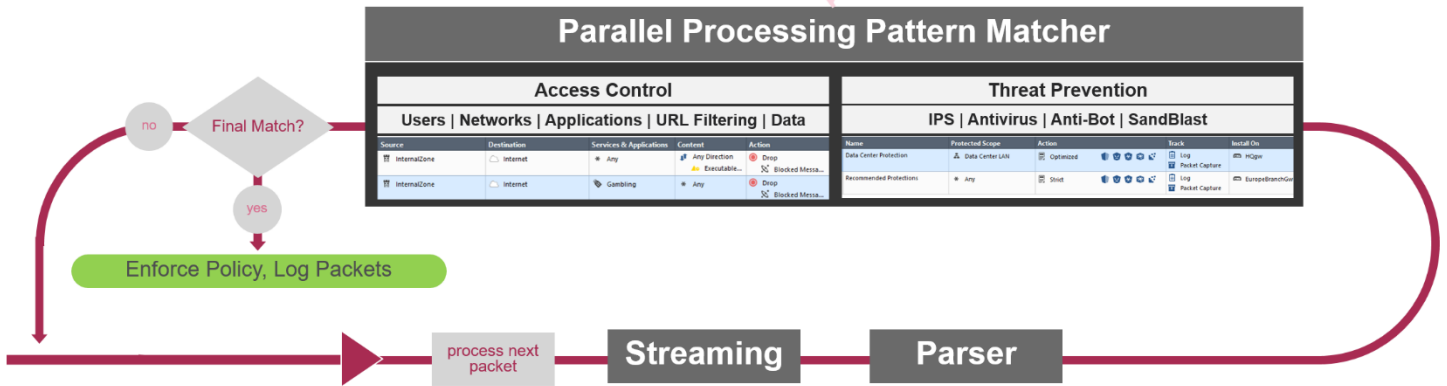 Parallel Processing Pattern Matcher
Access Control
Users | Networks | Applications | URL Filtering | Data
Source Destination Services & Applications Content Action
InternalZone Internet Any Any Direction Drop
Executable... Blocked Messa...
InternalZone Internet Gambling Any Drop
Blocked Messa...
Threat Prevention
IPS | Antivirus | Anti-Bot | SandBlast
Name Protected Scope Action Track Install On
Data Center Protection Data Center LAN Optimized Log HQgw
Packet Capture
Recommended Protections Any Strict Log EuropeBranchGw
Packet Capture
no
Final Match?
yes
Enforce Policy, Log Packets
process next
packet
Streaming
Parser